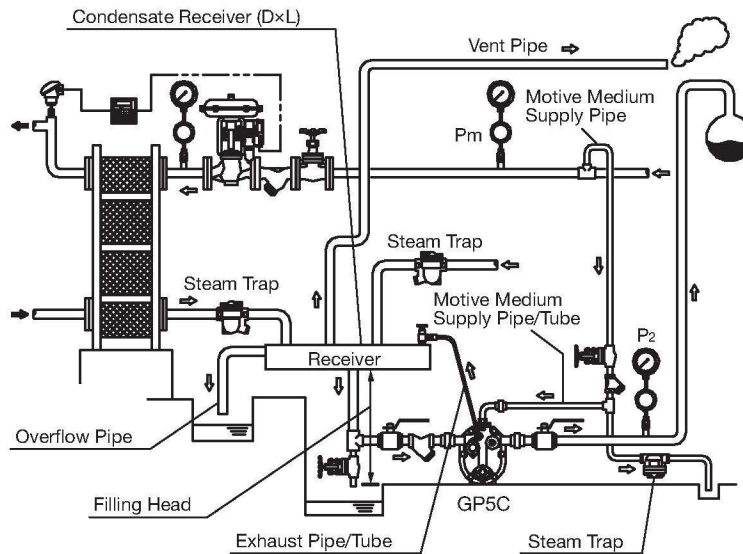 Condensate Receiver (D×L)
Vent Pipe
Motive Medium
Supply Pipe
Pm
Steam Trap
Steam Trap
Motive Medium
Supply Pipe/Tube
P2
Receiver
Overflow Pipe
Filling Head
GP5C
Exhaust Pipe/Tube
Steam Trap